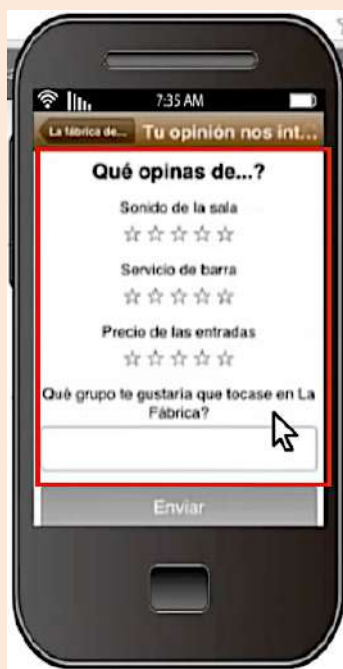 7:35 AM
La fábrica de... Tu opinión nos int...
Qué opinas de...?
Sonido de la sala
Servicio de barra
Precio de las entradas
Qué grupo te gustaria que tocase en La
Fábrica?
Enviar